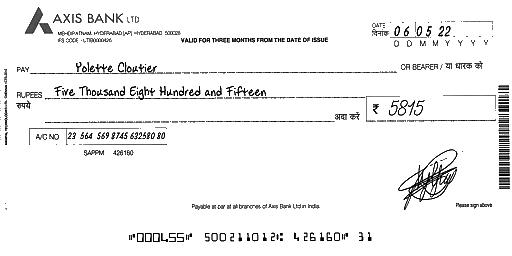 AXIS BANK LTD
MEHDIPATNAM, HYDERABAD [AP] HYDERABAD 500028
IFS CODE - LTIB0000426
VALID FOR THREE MONTHS FROM THE DATE OF ISSUE
DATE
दिनांक 06 05 22
D D M M Y Y Y Y
PAY Yolette Cloutier OR BEARER / या धारक को
RUPEES Five Thousand Eight Hundred and Fifteen
रुपये अदा करें ₹ 5815
A/C NO 23 564 569 8745 632580 80
SAPPM 426160
Payable at par at all branches of Axis Bank Ltd in India.
Please sign above
"000455" 500211012: 426160" 31